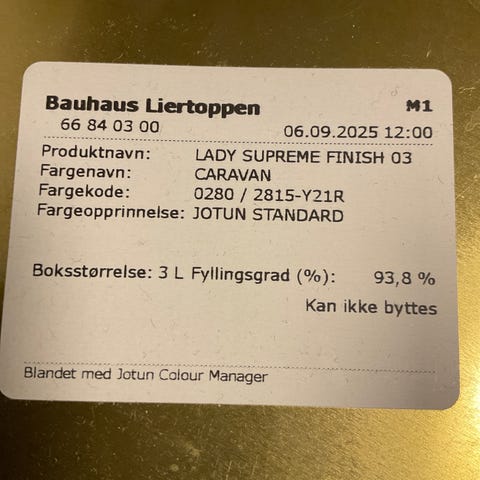 Bauhaus Liertoppen M1
66 84 03 00 06.09.2025 12:00
Produktnavn: LADY SUPREME FINISH 03
Fargenavn: CARAVAN
Fargekode: 0280 / 2815-Y21R
Fargeopprinnelse: JOTUN STANDARD
Boksstørrelse: 3 L Fyllingsgrad (%): 93,8 %
Kan ikke byttes
Blandet med Jotun Colour Manager